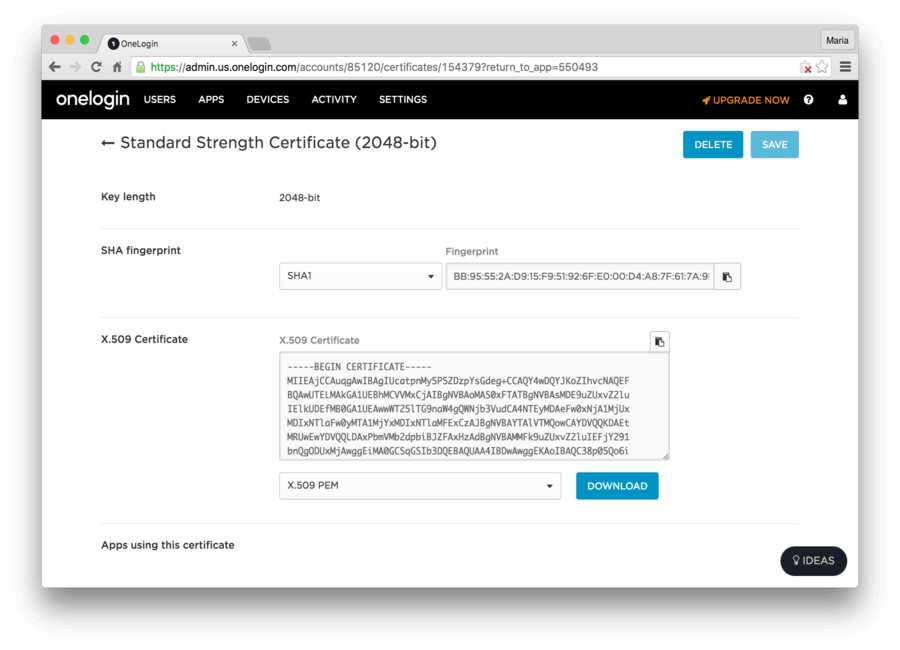 OneLogin
Maria
https://admin.us.onelogin.com/accounts/85120/certificates/154379?return_to_app=550493
onelogin USERS APPS DEVICES ACTIVITY SETTINGS UPGRADE NOW
← Standard Strength Certificate (2048-bit) DELETE SAVE
Key length 2048-bit
SHA fingerprint Fingerprint
SHA1 BB:95:55:2A:D9:15:F9:51:92:6F:E0:00:D4:A8:7F:61:7A:9
X.509 Certificate X.509 Certificate
-----BEGIN CERTIFICATE-----
MIIEAjCCAuqgAwIBAgIUcatpnMy5P5ZDzpYsGdeg+CCAQY4wDQYJKoZIhvcNAQEF
BQAwUTELMAkGA1UEBhMCVVMxCjAIBgNVBAoMAS0xFTATBgNVBAsMDE9uZUxvZ2lu
IElkUDEfMB0GA1UEAwwWT25lTG9naW4gQWNjb3VudCA4NTEyMDAeFw0xNjA1MjUx
MDIxNTlaFw0yMTA1MjYxMDIxNTlaMFExCzAJBgNVBAYTAlVTMQowCAYDVQQKDAEt
MRUwEwYDVQQLDAxPbmVMb2dpbiBJZFAxHzAdBgNVBAMMFk9uZUxvZ2luIEFjY291
bnQgODUxMjAwggEiMA0GCSqGSIb3DQEBAQUAA4IBDwAwggEKAoIBAQC38p05Qo6i
X.509 PEM DOWNLOAD
Apps using this certificate
IDEAS